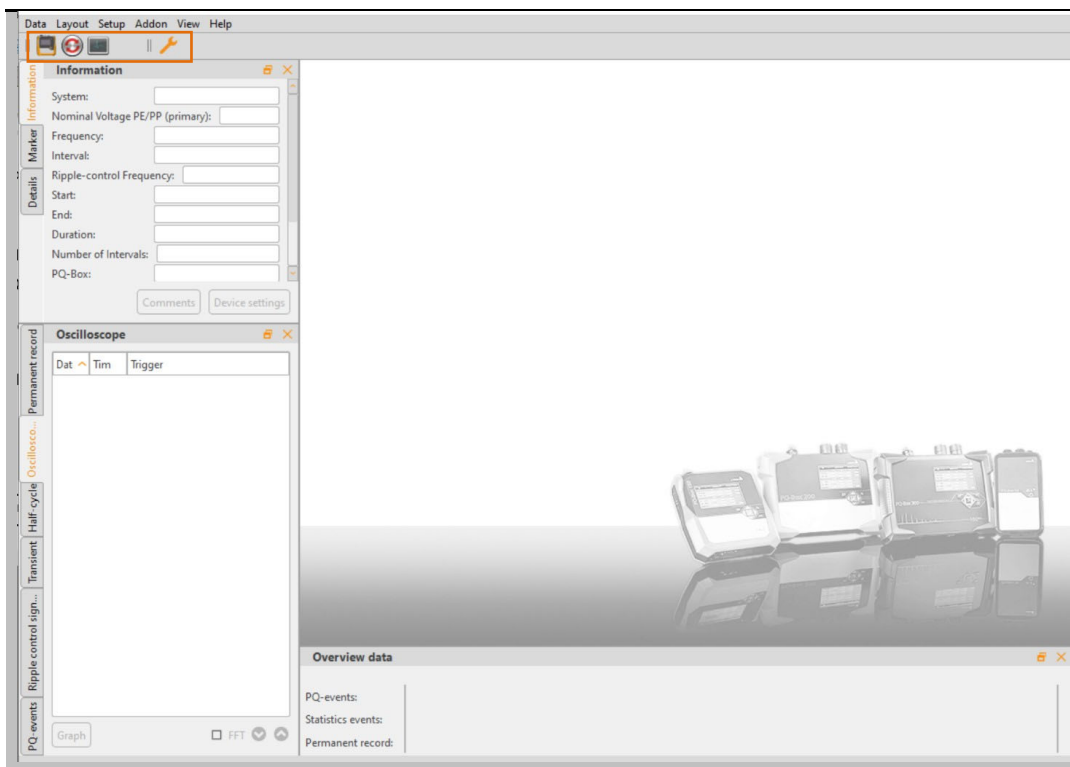 Data Layout Setup Addon View Help
Information
Information
System:
Nominal Voltage PE/PP (primary):
Marker
Frequency:
Interval:
Ripple-control Frequency:
Details
Start:
End:
Duration:
Number of Intervals:
PQ-Box:
Comments Device settings
Permanent record
Oscilloscope
Dat Tim Trigger
Oscillosco...
Half-cycle
Transient
Ripple control sign...
PQ-events
Graph FFT
Overview data
PQ-events:
Statistics events:
Permanent record: